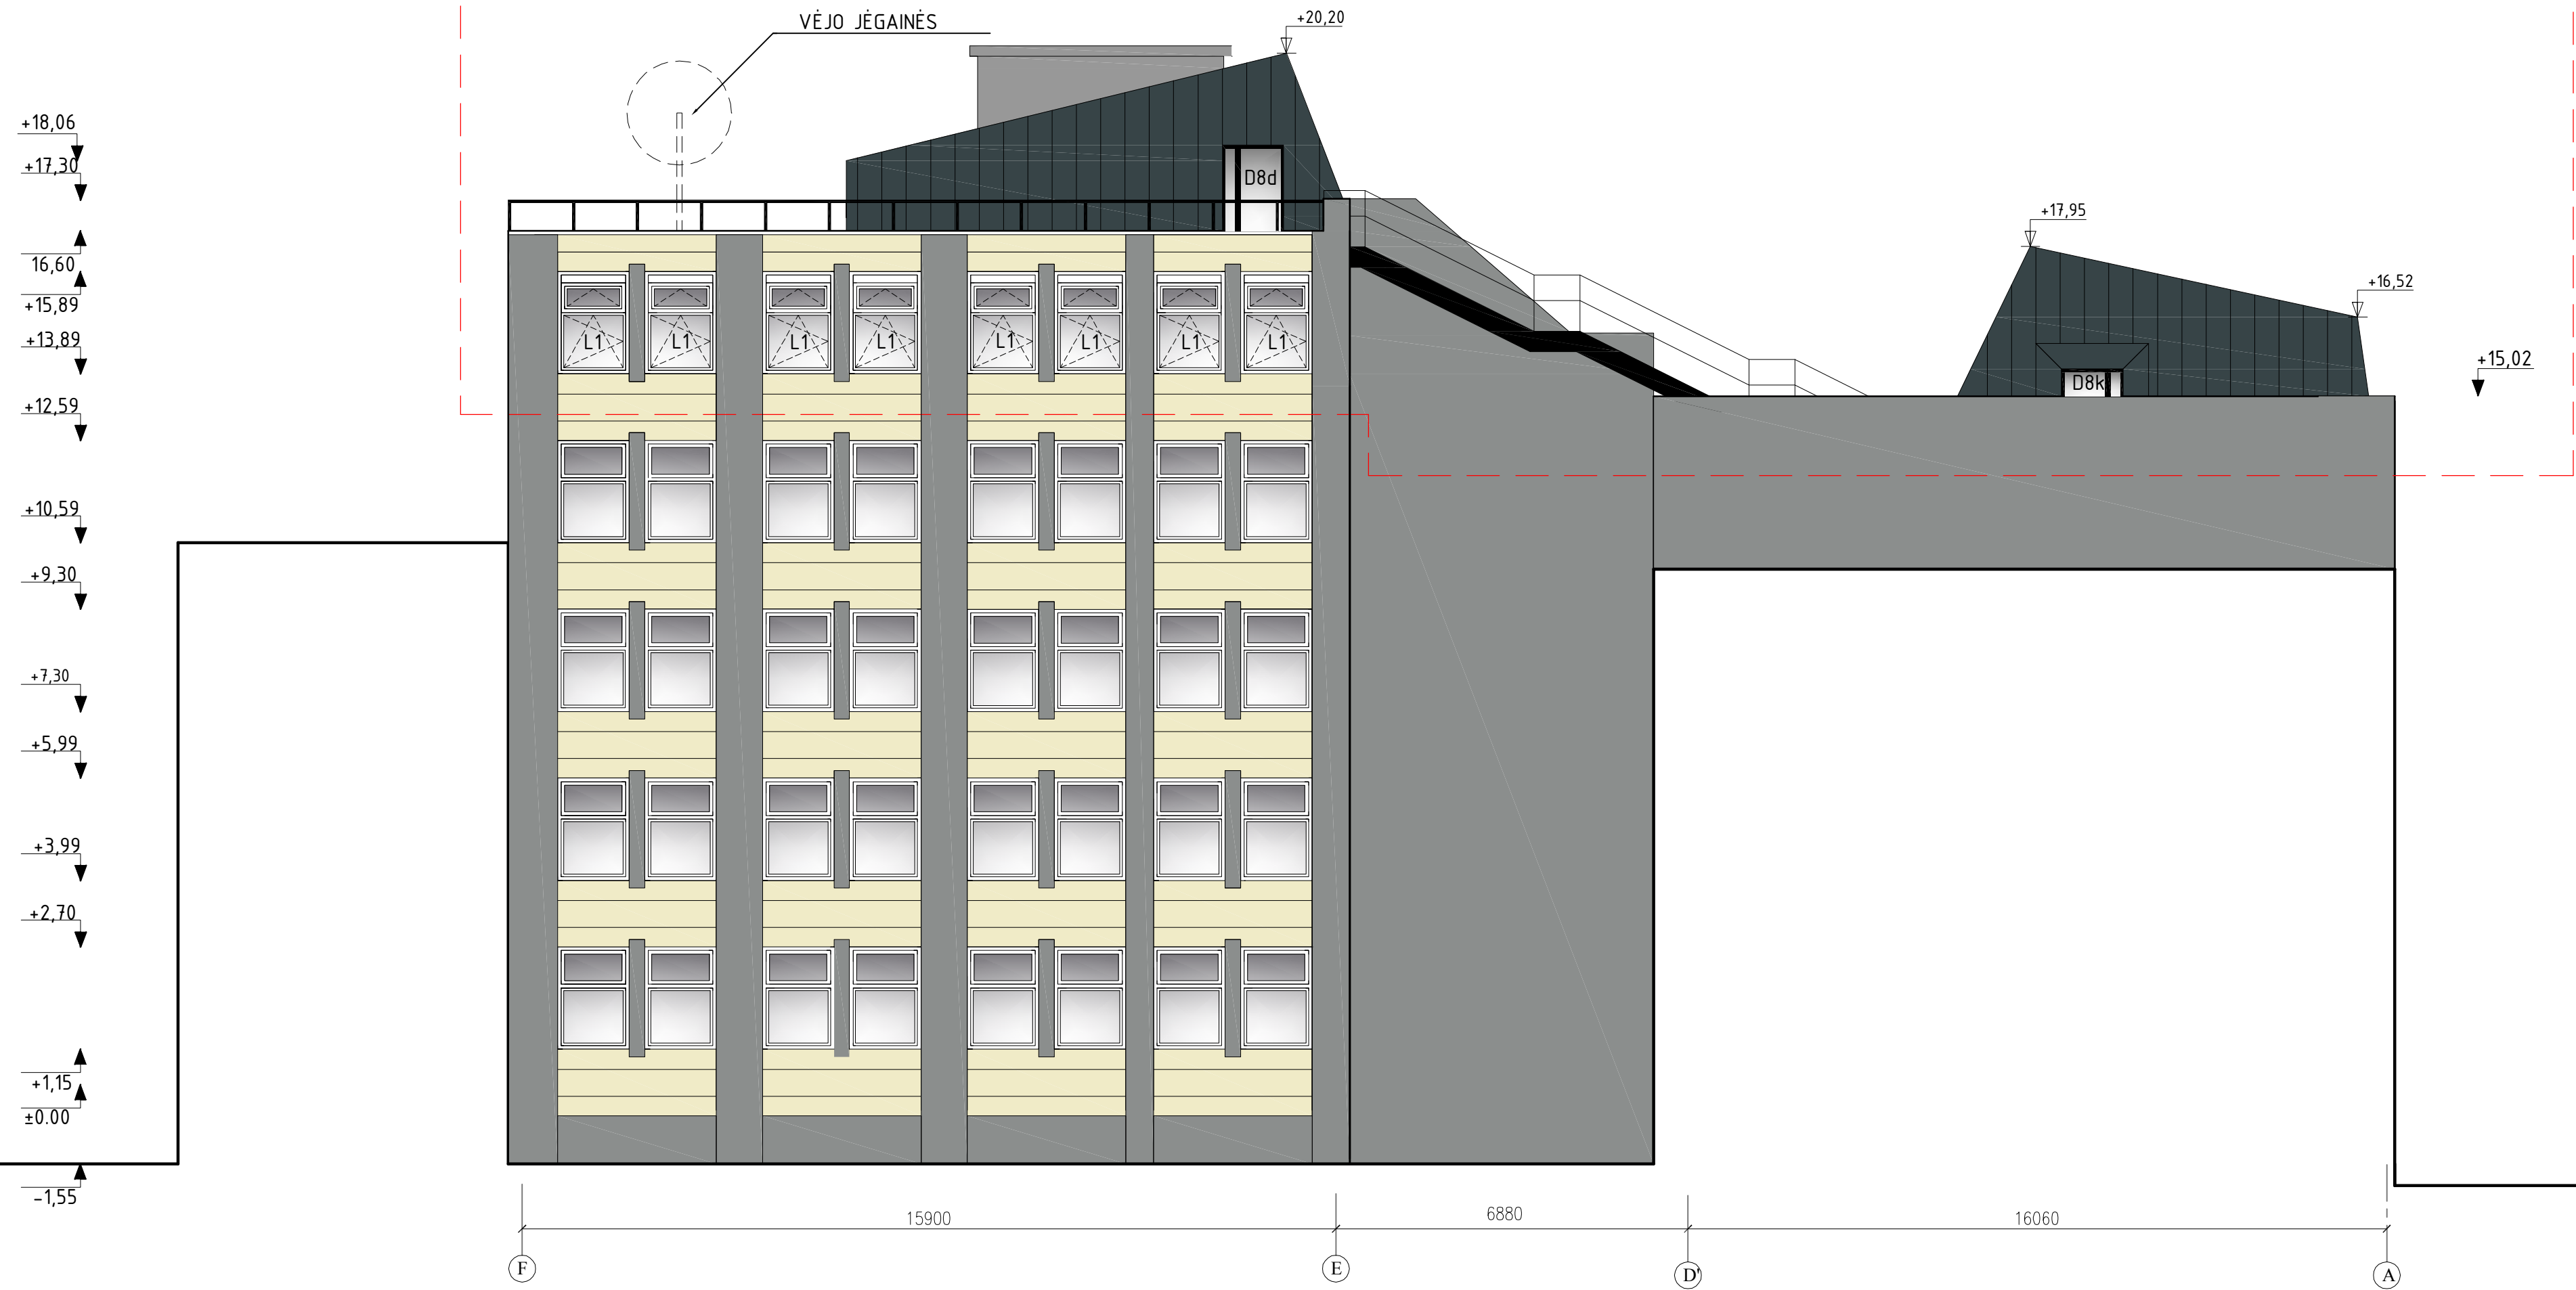 VĖJO JĖGAINĖS
+20,20
+18,06
+17,30
D8d
+17,95
16,60
+16,52
+15,89
+13,89
L1 L1 L1 L1 L1 L1 L1 L1
+15,02
D8k
+12,59
+10,59
+9,30
+7,30
+5,99
+3,99
+2,70
+1,15
±0.00
-1,55
15900
6880
16060
F
E
D'
A